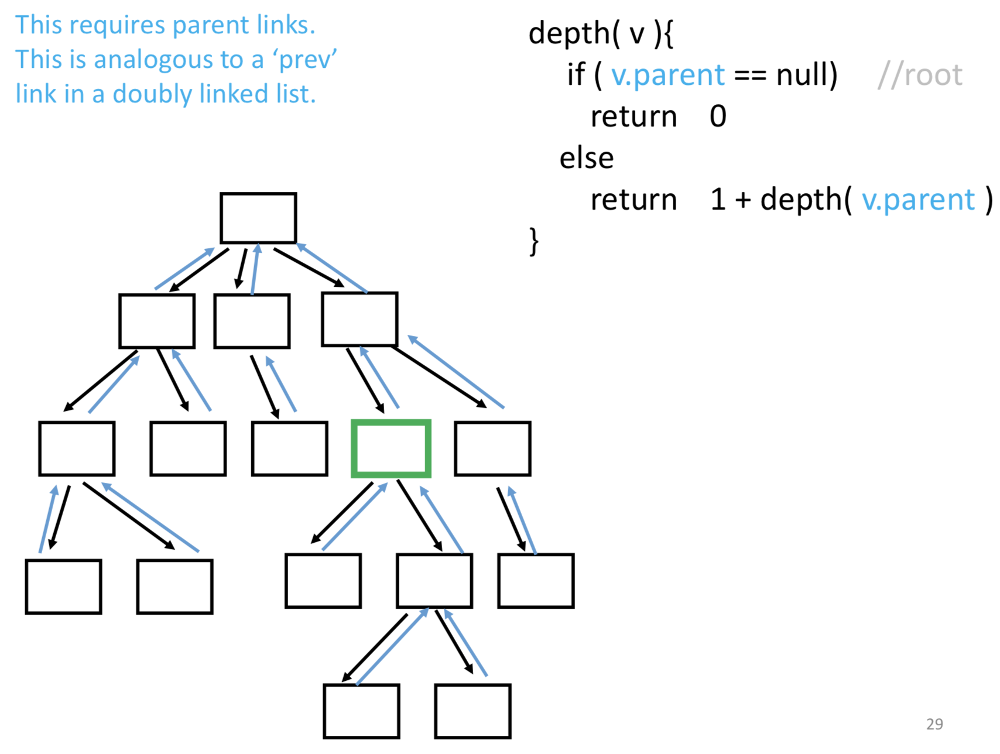 This requires parent links.
This is analogous to a ‘prev’
link in a doubly linked list.
depth( v ){
if ( v.parent == null) //root
return 0
else
return 1 + depth( v.parent )
}
29